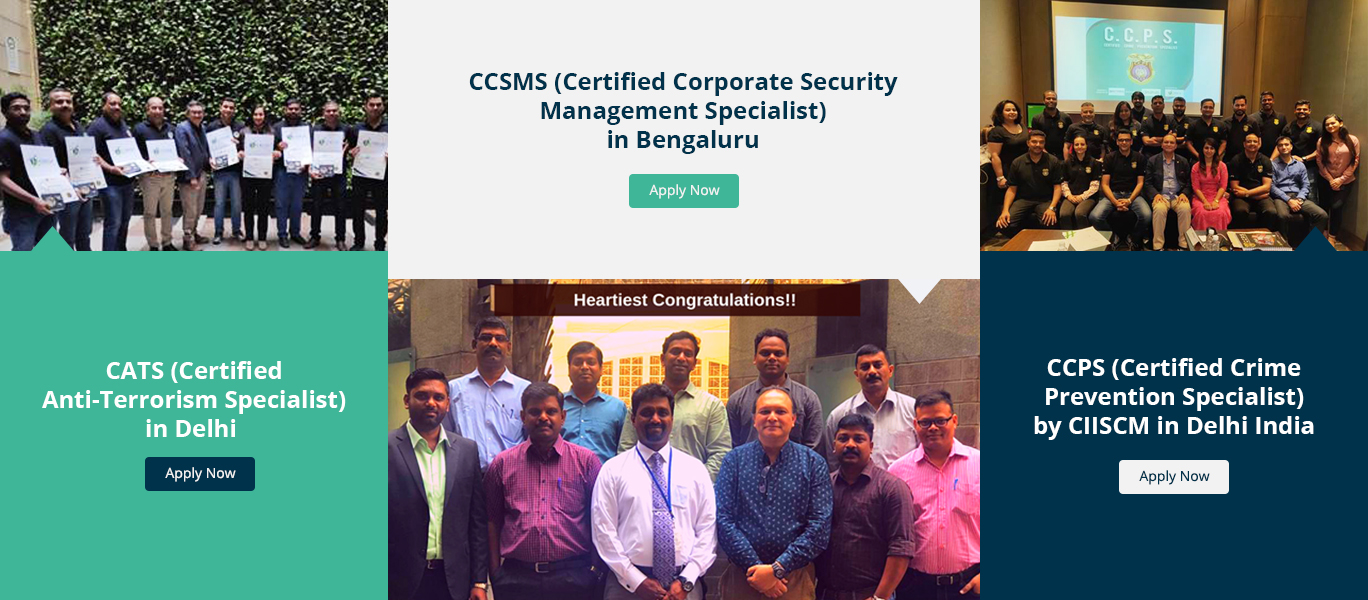 C.C.P.S.
CCSMS (Certified Corporate Security
Management Specialist)
in Bengaluru
Apply Now
Heartiest Congratulations!!
CATS (Certified
Anti-Terrorism Specialist)
in Delhi
Apply Now
CCPS (Certified Crime
Prevention Specialist)
by CIISCM in Delhi India
Apply Now